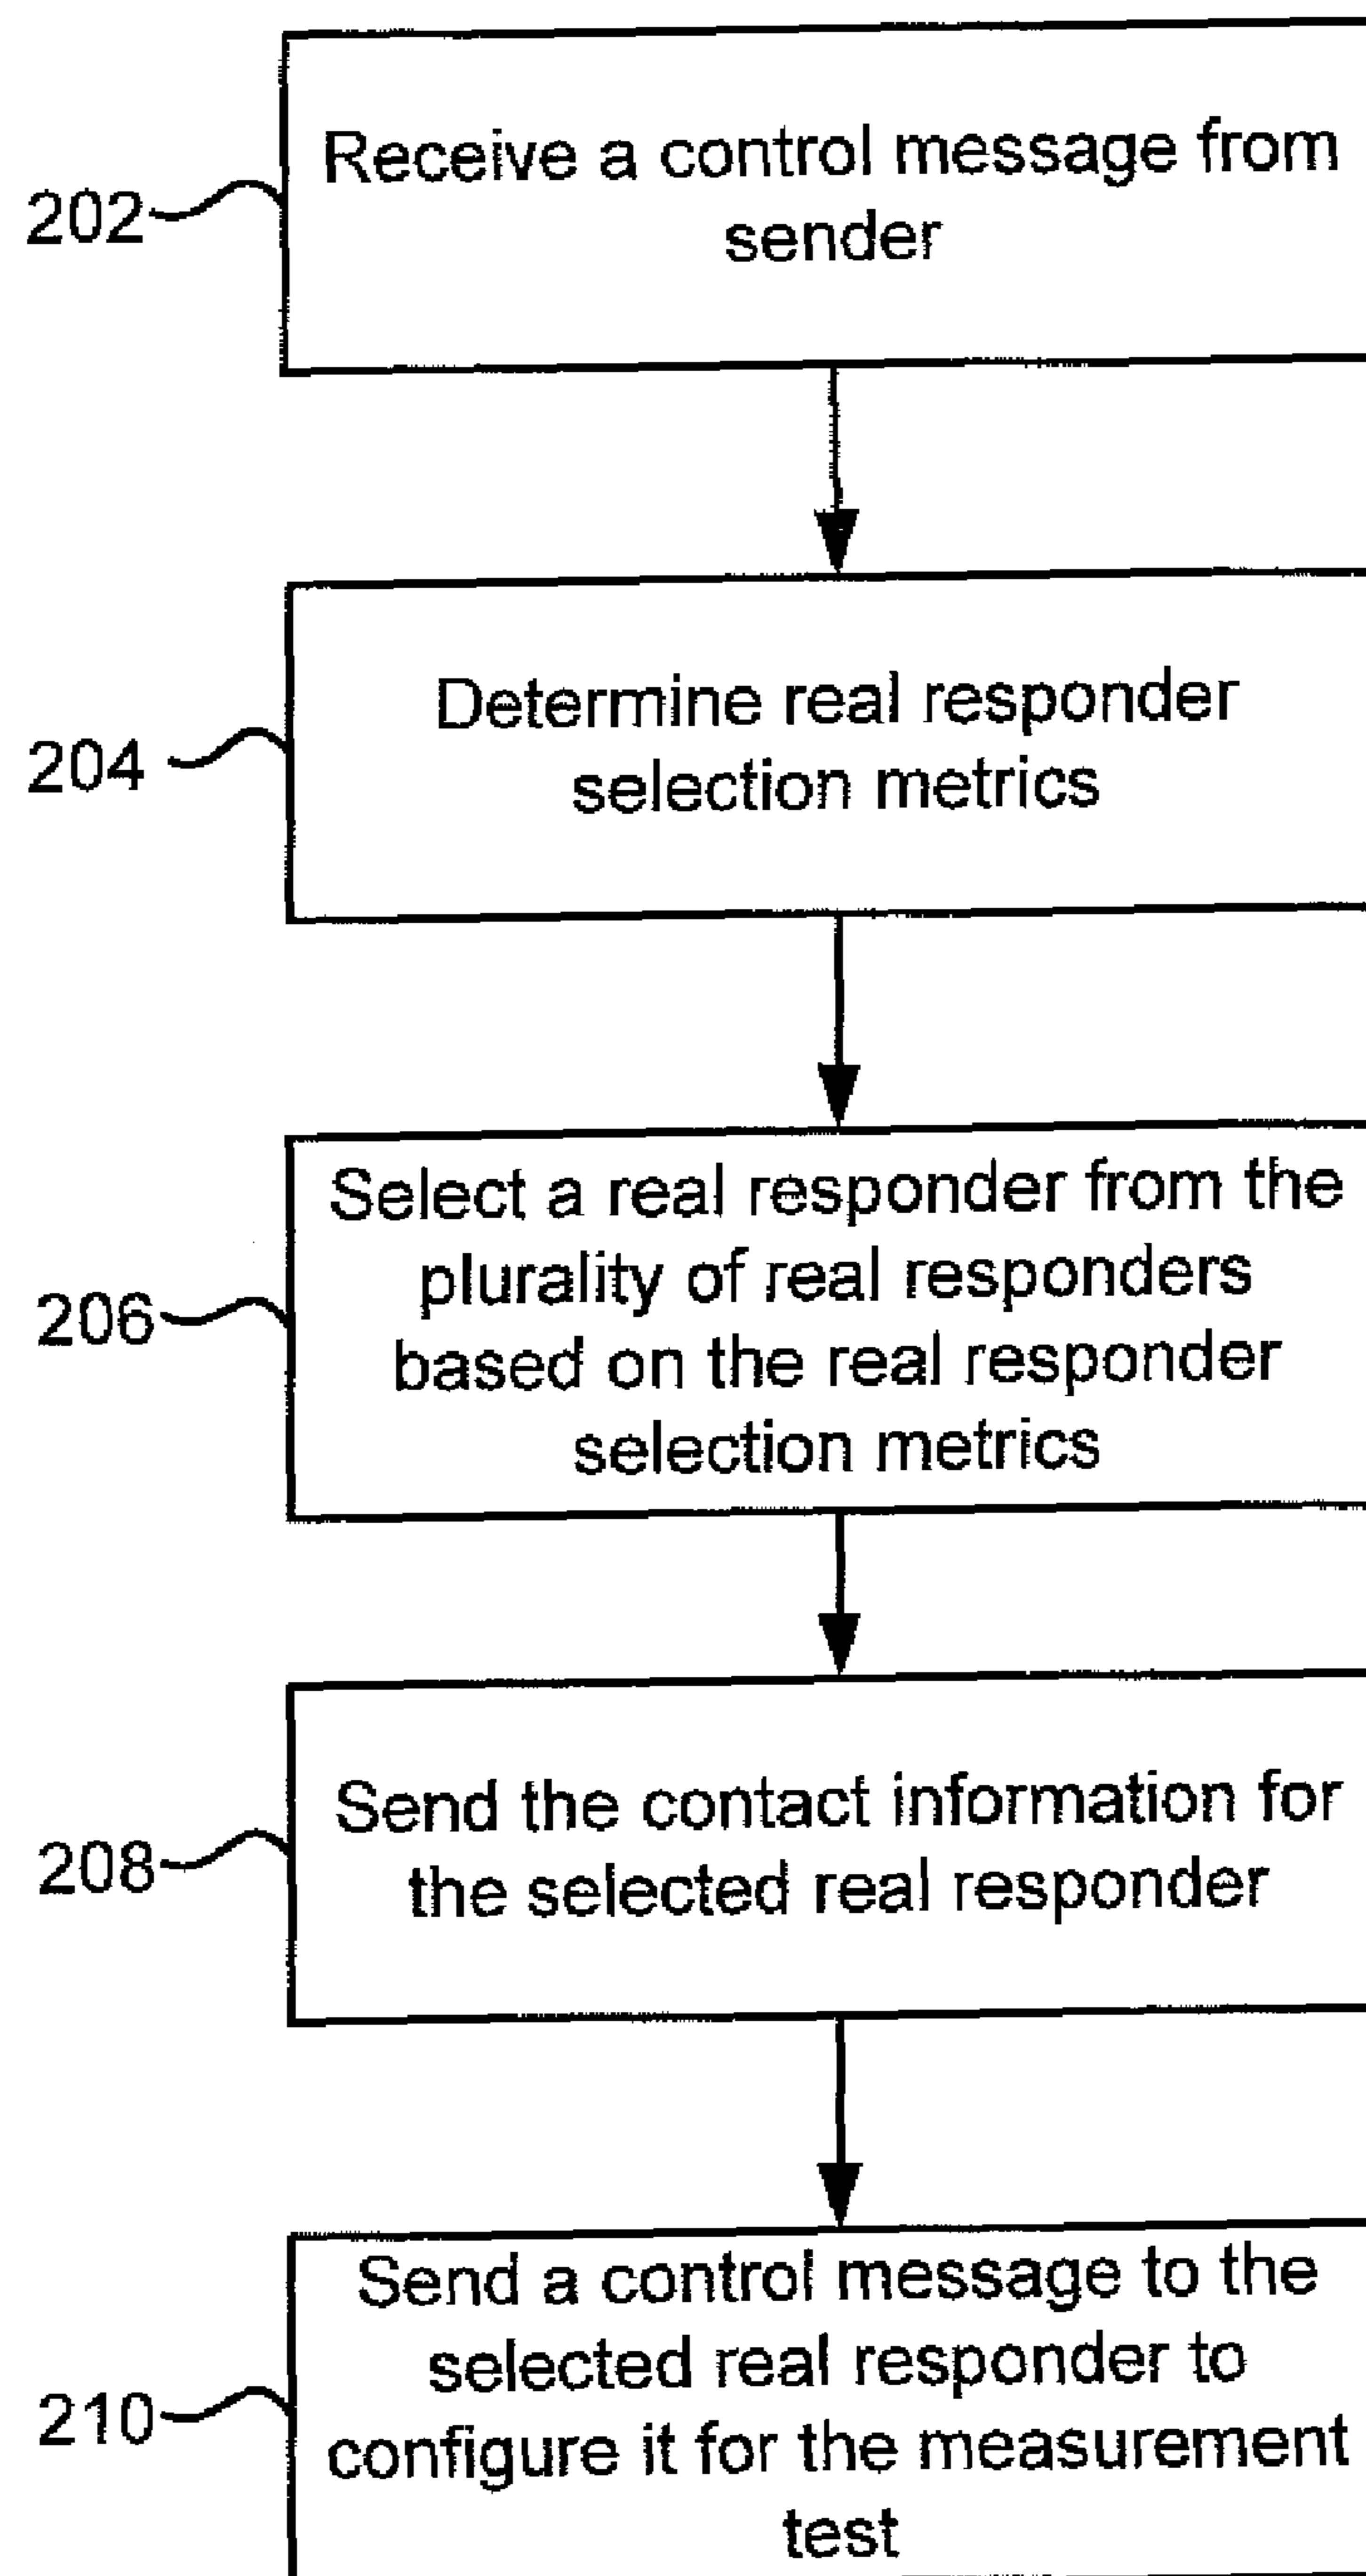 Receive a control message from
sender
202
Determine real responder
selection metrics
204
Select a real responder from the
plurality of real responders
based on the real responder
selection metrics
206
Send the contact information for
the selected real responder
208
Send a control message to the
selected real responder to
configure it for the measurement
test
210